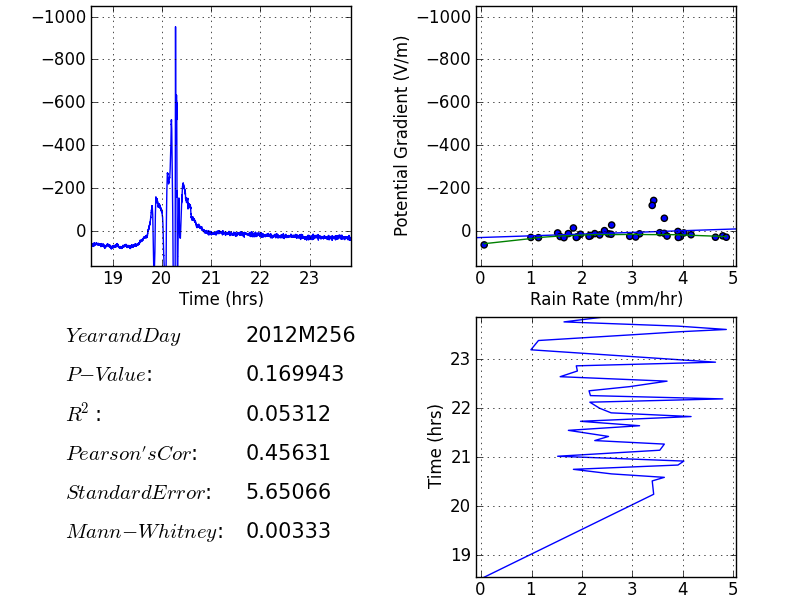 −1000
−800
−600
−400
−200
0
19 20 21 22 23
Time (hrs)
Potential Gradient (V/m)
−1000
−800
−600
−400
−200
0
0 1 2 3 4 5
Rain Rate (mm/hr)
YearandDay 2012M256
P−Value: 0.169943
R² : 0.05312
Pearson'sCor: 0.45631
StandardError: 5.65066
Mann−Whitney: 0.00333
Time (hrs)
23
22
21
20
19
0 1 2 3 4 5